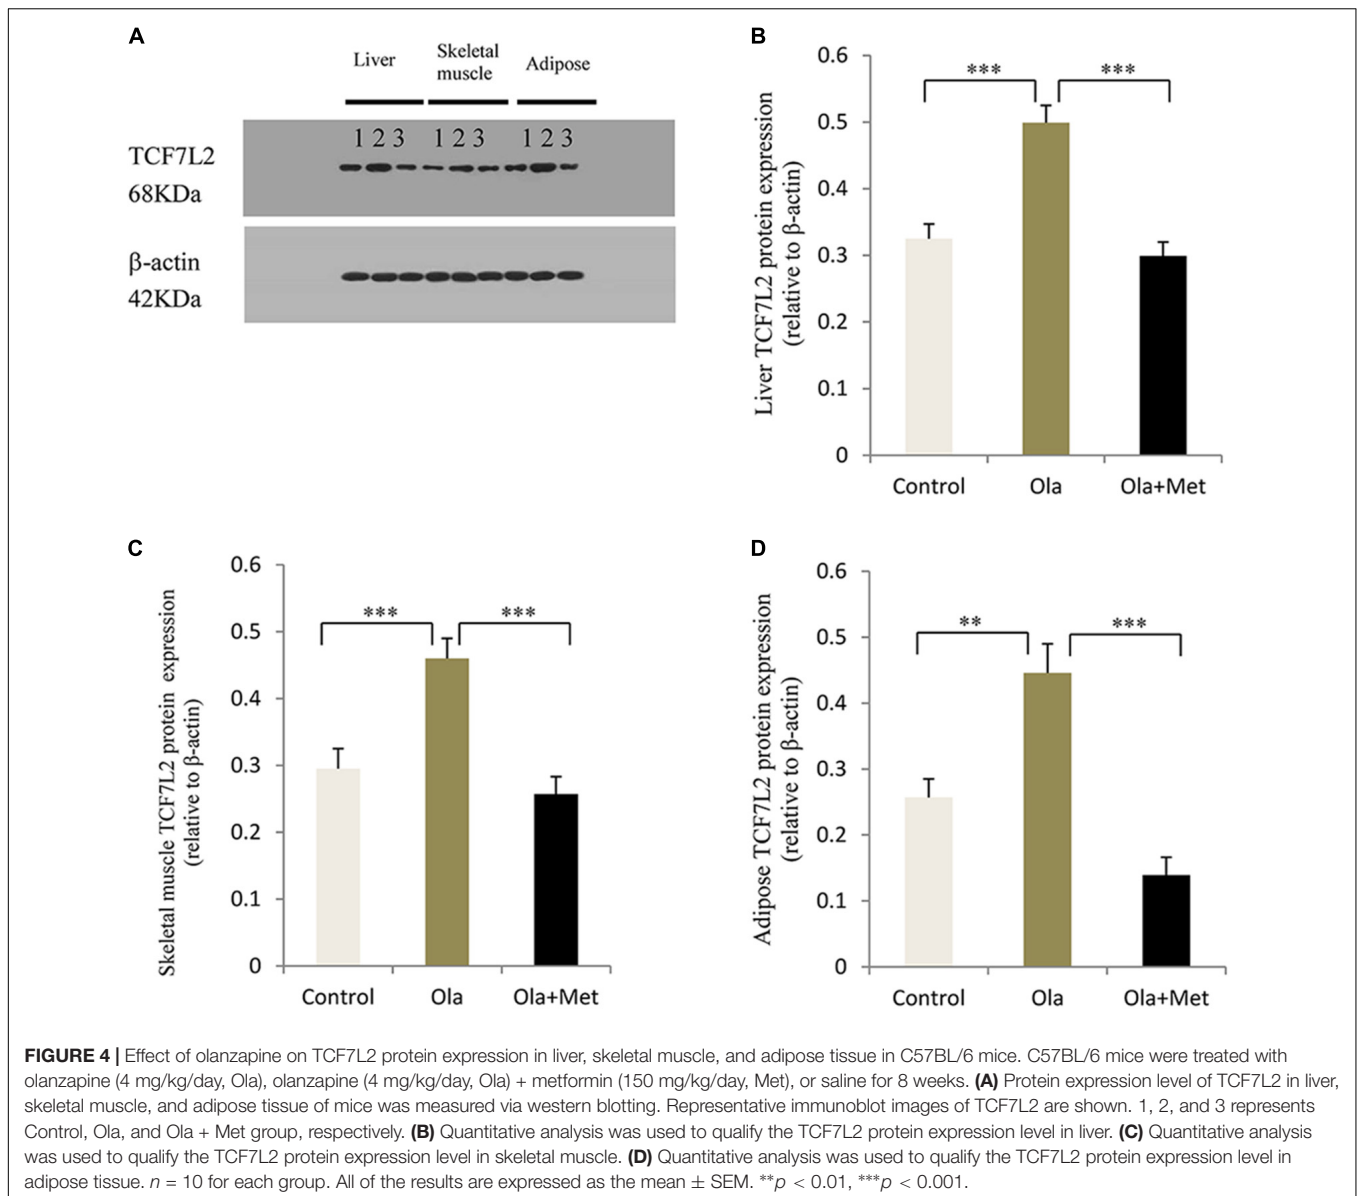 A
Liver
Skeletal
muscle
Adipose
1 2 3 1 2 3 1 2 3
TCF7L2
68KDa
β-actin
42KDa
B
Liver TCF7L2 protein expression
(relative to β-actin)
0.6
0.5
0.4
0.3
0.2
0.1
0
*** ***
Control Ola Ola+Met
C
Skeletal muscle TCF7L2 protein expression
(relative to β-actin)
0.6
0.5
0.4
0.3
0.2
0.1
0
*** ***
Control Ola Ola+Met
D
Adipose TCF7L2 protein expression
(relative to β-actin)
0.6
0.5
0.4
0.3
0.2
0.1
0
** ***
Control Ola Ola+Met
FIGURE 4 | Effect of olanzapine on TCF7L2 protein expression in liver, skeletal muscle, and adipose tissue in C57BL/6 mice. C57BL/6 mice were treated with
olanzapine (4 mg/kg/day, Ola), olanzapine (4 mg/kg/day, Ola) + metformin (150 mg/kg/day, Met), or saline for 8 weeks. (A) Protein expression level of TCF7L2 in liver,
skeletal muscle, and adipose tissue of mice was measured via western blotting. Representative immunoblot images of TCF7L2 are shown. 1, 2, and 3 represents
Control, Ola, and Ola + Met group, respectively. (B) Quantitative analysis was used to qualify the TCF7L2 protein expression level in liver. (C) Quantitative analysis
was used to qualify the TCF7L2 protein expression level in skeletal muscle. (D) Quantitative analysis was used to qualify the TCF7L2 protein expression level in
adipose tissue. n = 10 for each group. All of the results are expressed as the mean ± SEM. **p < 0.01, ***p < 0.001.